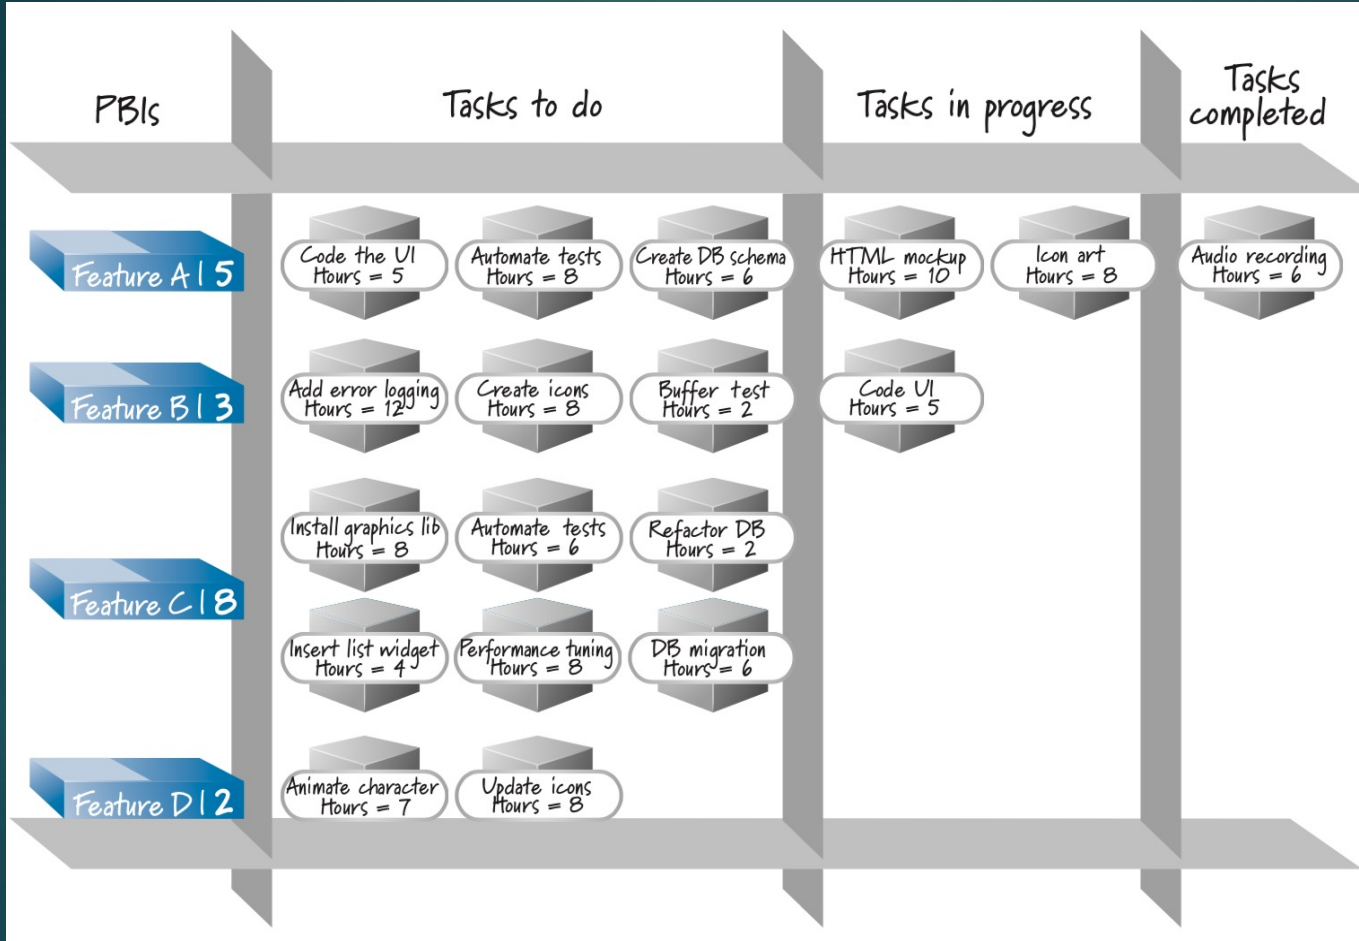 PBIs
Tasks to do
Tasks in progress
Tasks
completed
Feature A | 5
Code the UI
Hours = 5
Automate tests
Hours = 8
Create DB schema
Hours = 6
HTML mockup
Hours = 10
Icon art
Hours = 8
Audio recording
Hours = 6
Feature B | 3
Add error logging
Hours = 12
Create icons
Hours = 8
Buffer test
Hours = 2
Code UI
Hours = 5
Feature C | 8
Install graphics lib
Hours = 8
Automate tests
Hours = 6
Refactor DB
Hours = 2
Insert list widget
Hours = 4
Performance tuning
Hours = 8
DB migration
Hours = 6
Feature D | 2
Animate character
Hours = 7
Update icons
Hours = 8